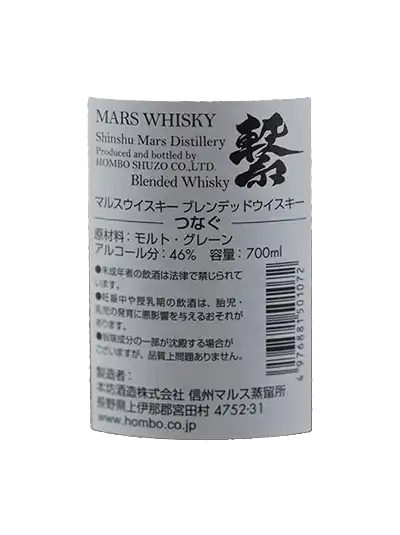 MARS WHISKY
Shinshu Mars Distillery
Produced and bottled by
HOMBO SHUZO CO.,LTD.
Blended Whisky
繋
マルスウイスキー ブレンデッドウイスキー
つなぐ
原材料：モルト・グレーン
アルコール分：46% 容量：700ml
●未成年者の飲酒は法律で禁じられています。
●妊娠中や授乳期の飲酒は、胎児・
乳児の発育に悪影響を与えるおそれが
あります。
●旨味成分の一部が沈殿する場合が
ございますが、品質上問題ありません。
製造者：
本坊酒造株式会社 信州マルス蒸留所
長野県上伊那郡宮田村 4752-31
www.hombo.co.jp
4 976881 501072